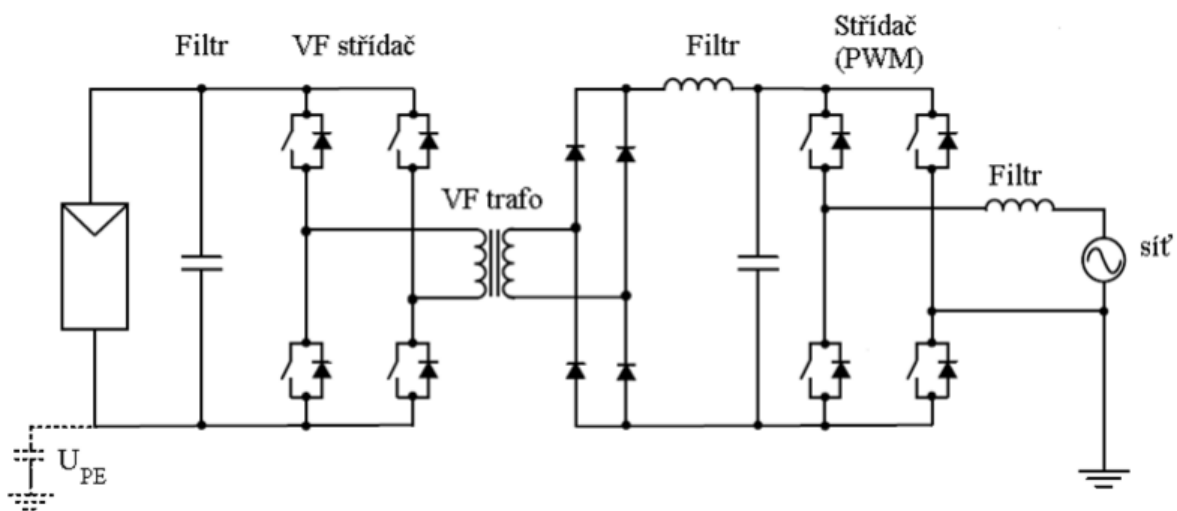 Filtr
VF střídač
Filtr
Střídač
(PWM)
VF trafo
Filtr
síť
U PE